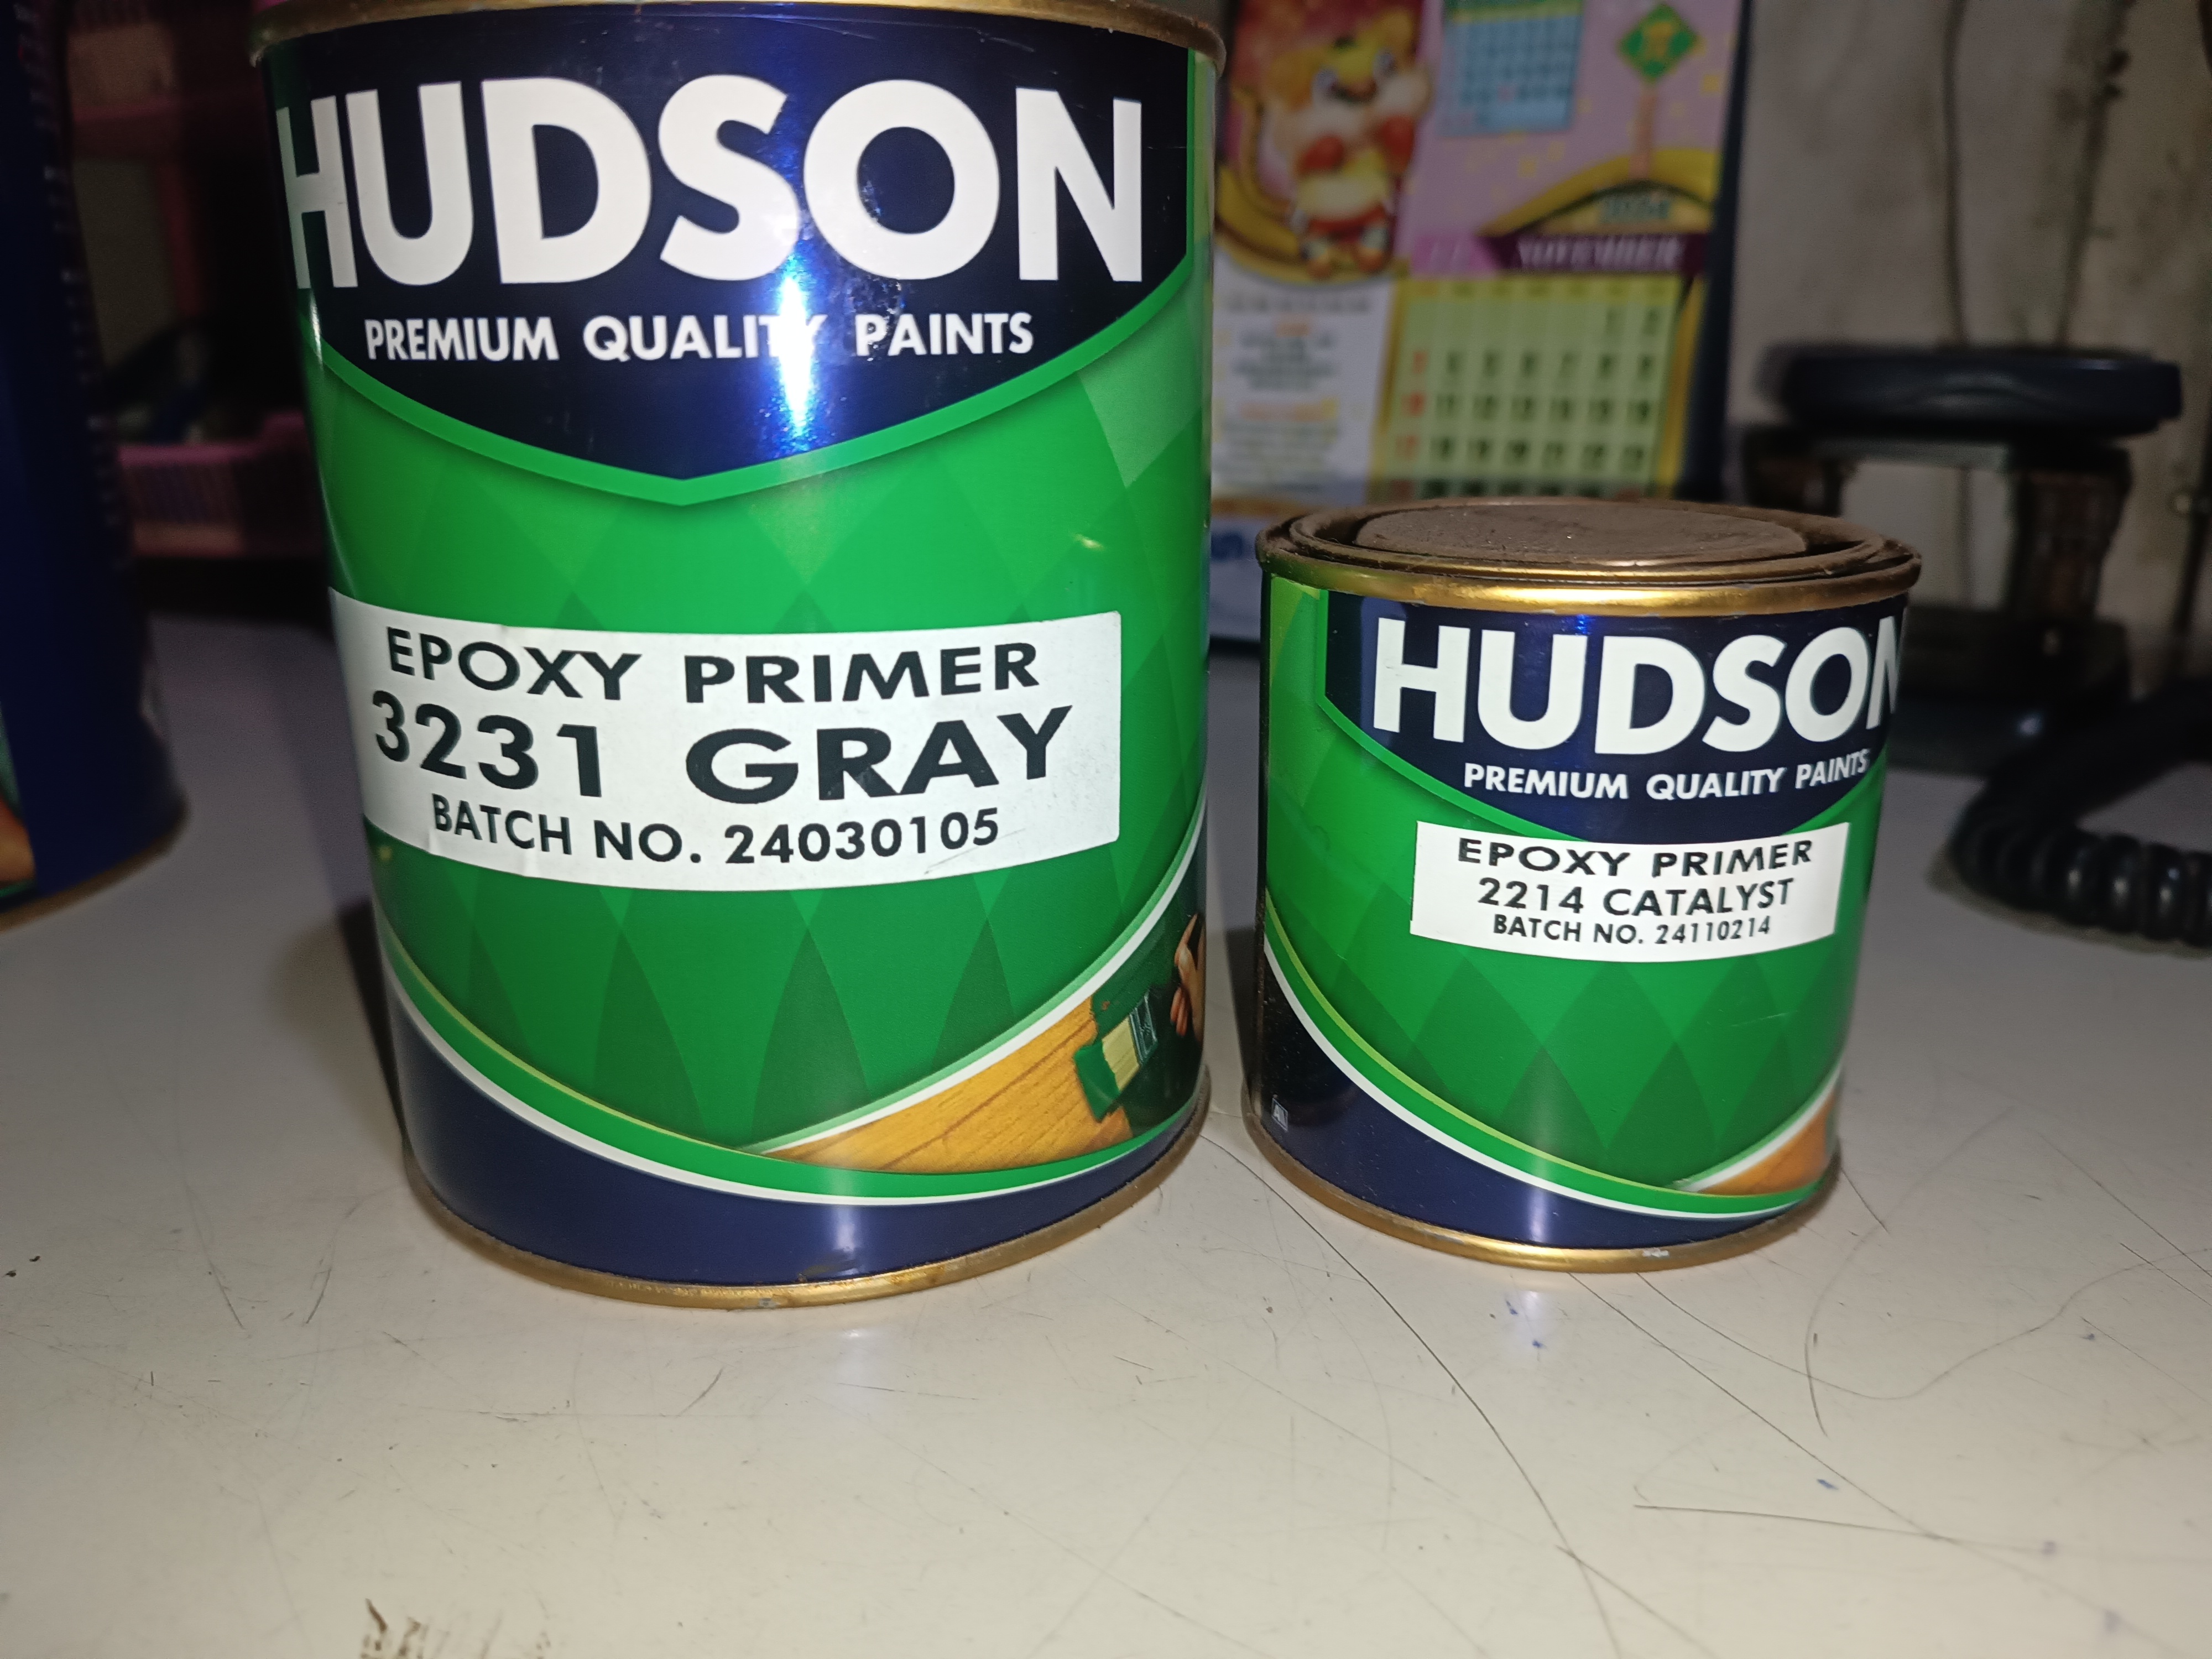 HUDSON
PREMIUM QUALITY PAINTS
EPOXY PRIMER
3231 GRAY
BATCH NO. 24030105
HUDSON
PREMIUM QUALITY PAINTS
EPOXY PRIMER
2214 CATALYST
BATCH NO. 24110214
NOVEMBER